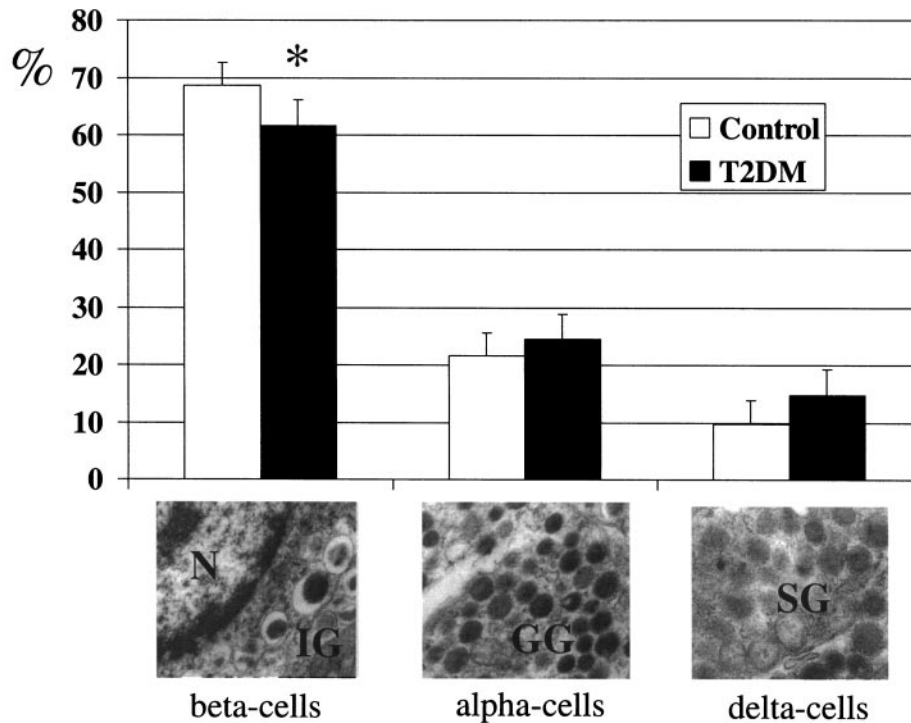 80
%
*
70
60
50
40
30
20
10
0
Control
T2DM
N
IG
GG
SG
beta-cells
alpha-cells
delta-cells